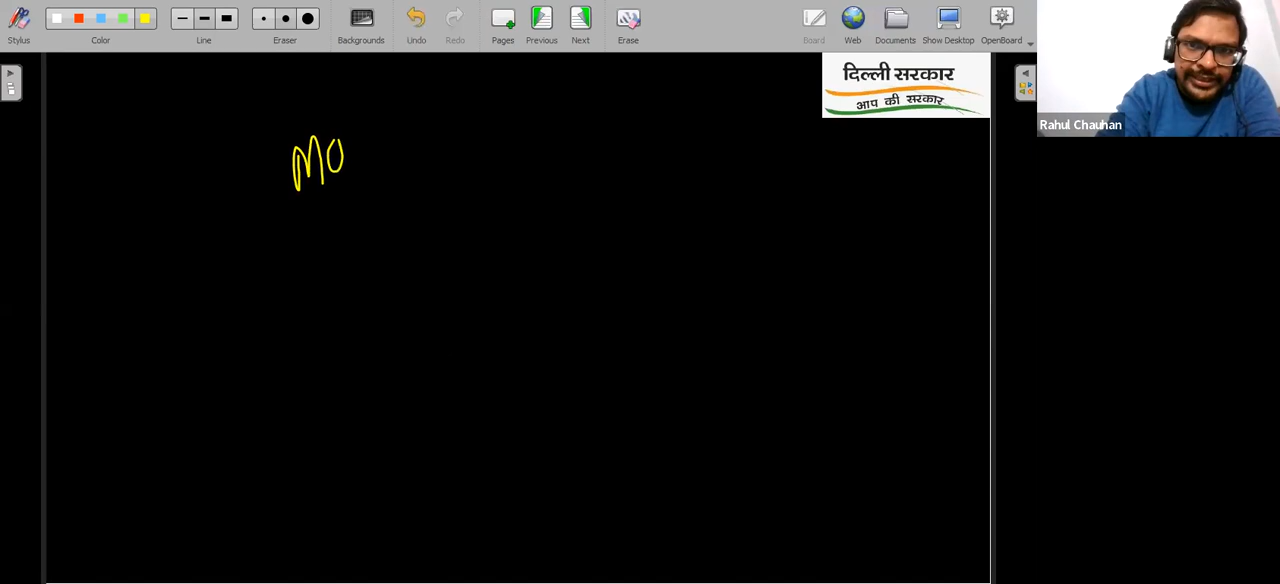 Stylus Color Line Eraser Backgrounds Undo Redo Pages Previous Next Erase Board Web Documents Show Desktop OpenBoard
दिल्ली सरकार
आप की सरकार
Rahul Chauhan
MO